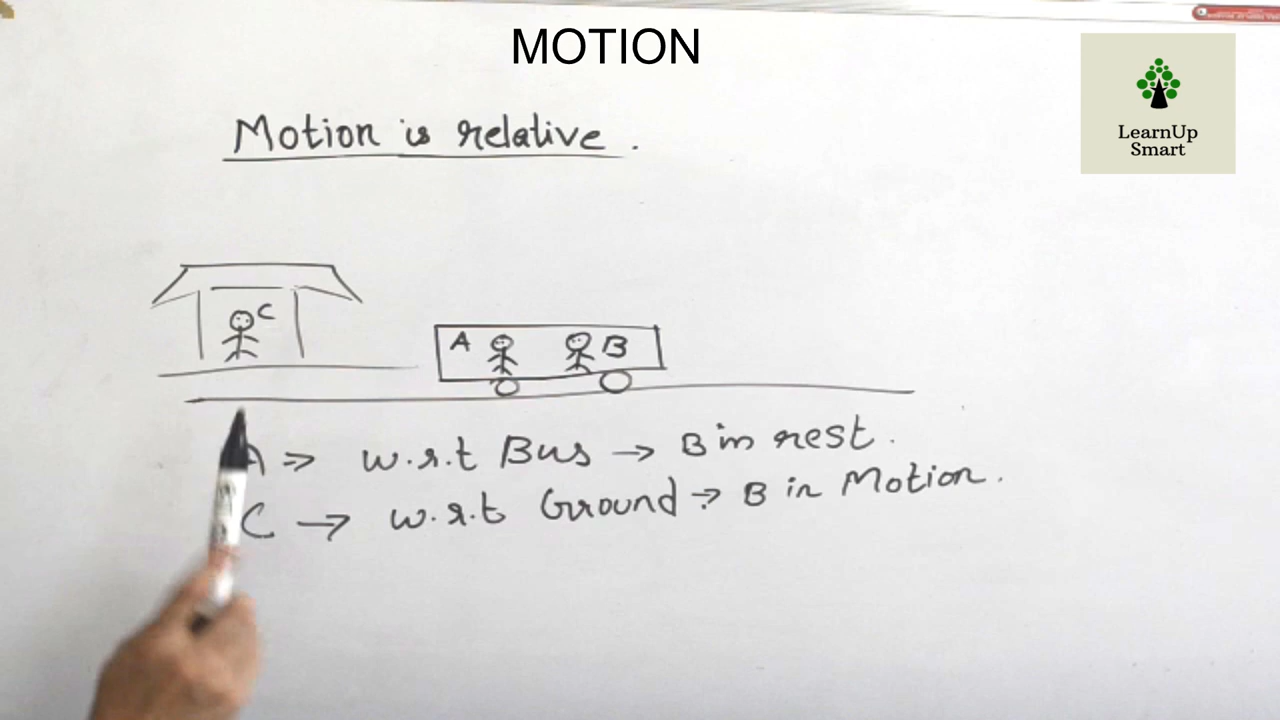 MOTION
LearnUp
Smart
Motion is relative.
C
A B
A ⇒ w.r.t Bus → B in rest.
C → w.r.t Ground → B in Motion.